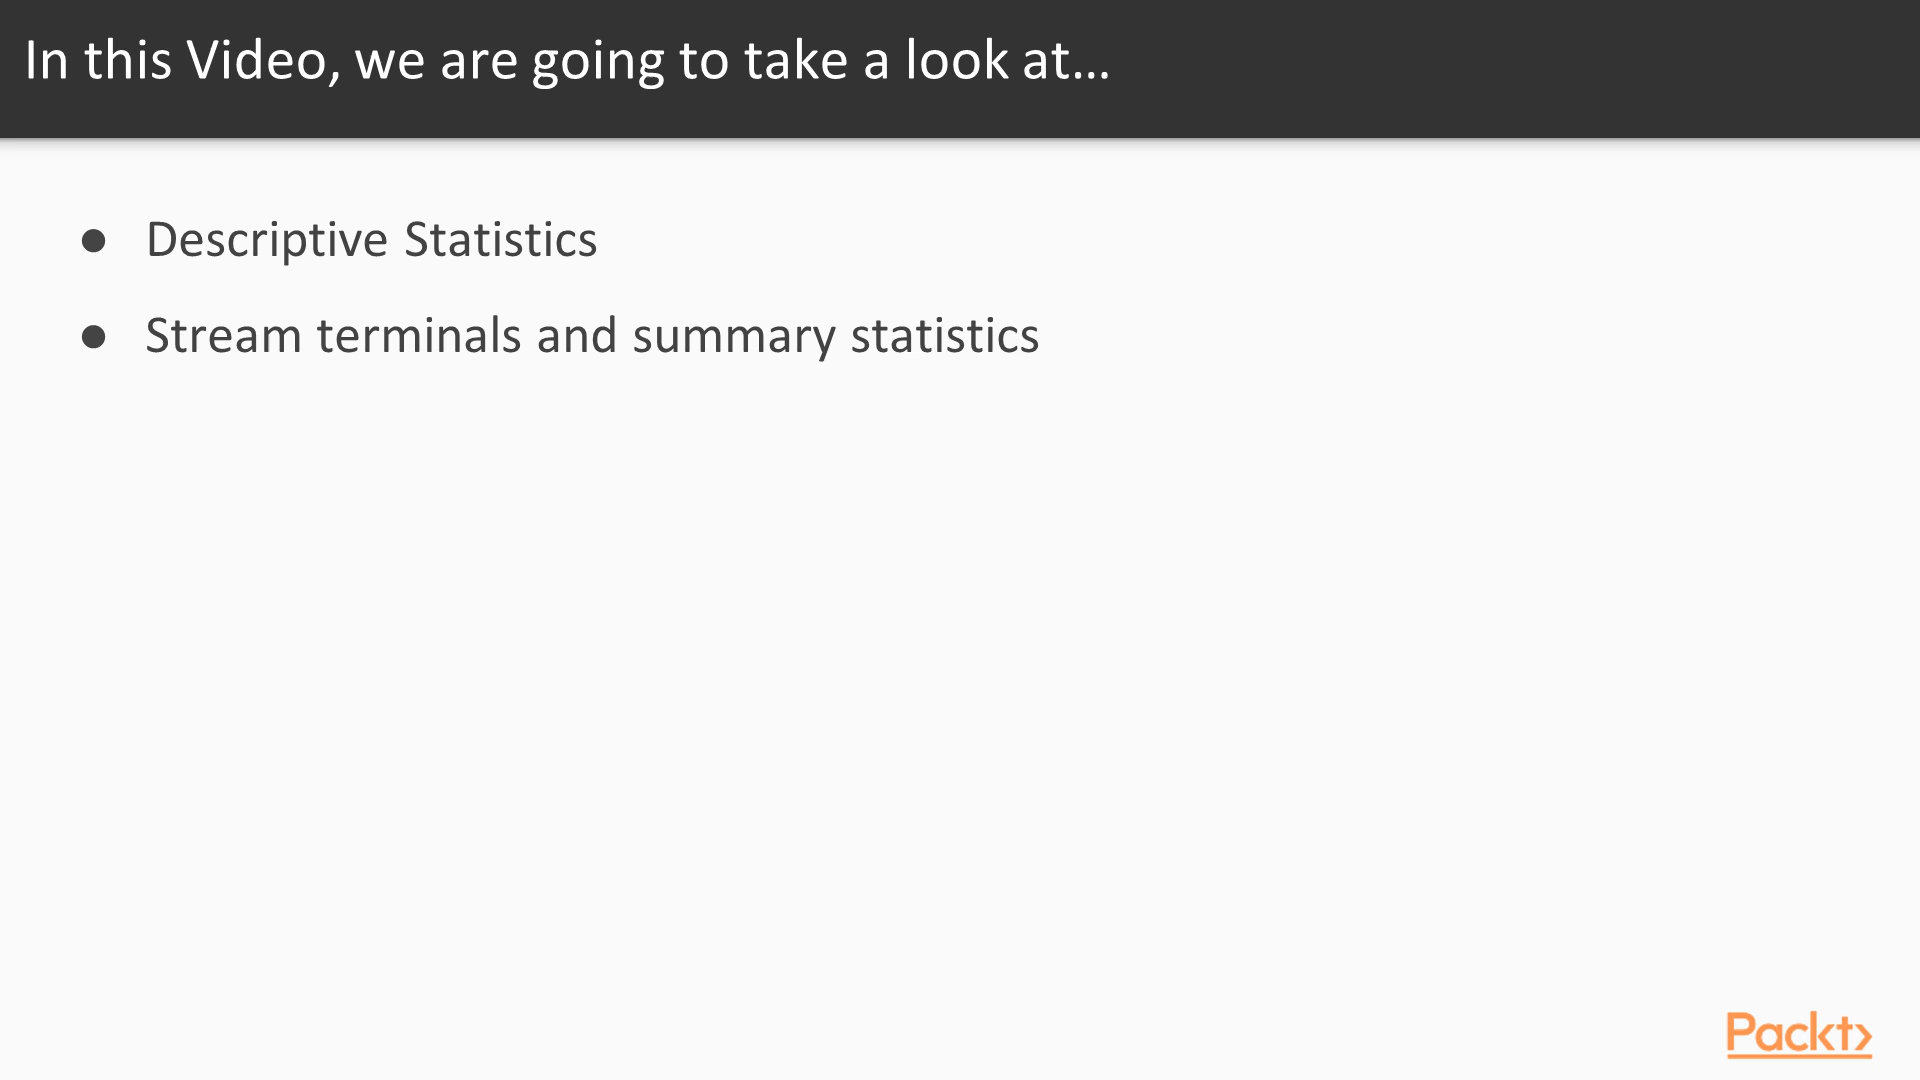 In this Video, we are going to take a look at...
● Descriptive Statistics
● Stream terminals and summary statistics
Packt>